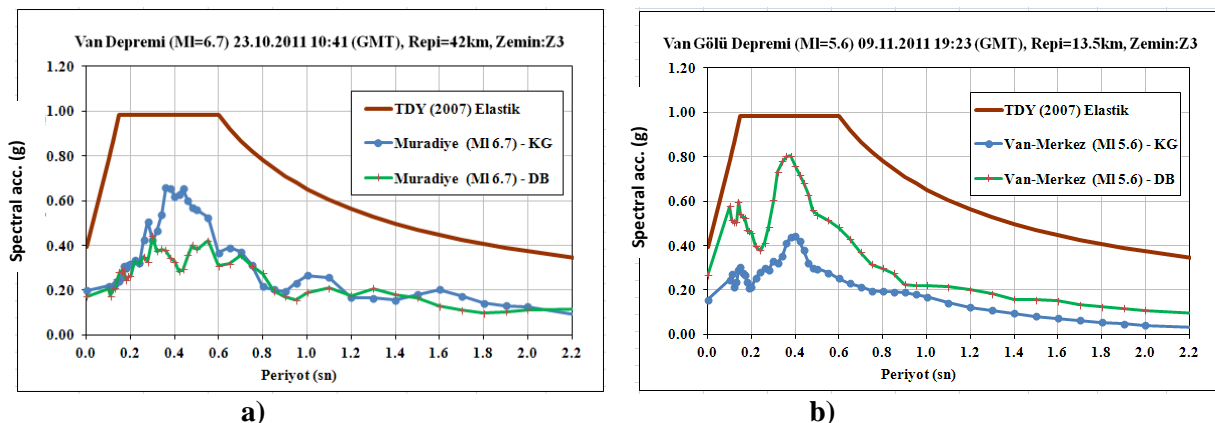 Van Depremi (Ml=6.7) 23.10.2011 10:41 (GMT), Repi=42km, Zemin:Z3
1.20
1.00
0.80
0.60
0.40
0.20
0.00
Spectral acc. (g)
TDY (2007) Elastik
Muradiye (Ml 6.7) - KG
Muradiye (Ml 6.7) - DB
0.0 0.2 0.4 0.6 0.8 1.0 1.2 1.4 1.6 1.8 2.0 2.2
Periyot (sn)
a)
Van Gölü Depremi (Ml=5.6) 09.11.2011 19:23 (GMT), Repi=13.5km, Zemin:Z3
1.20
1.00
0.80
0.60
0.40
0.20
0.00
Spectral acc. (g)
TDY (2007) Elastik
Van-Merkez (Ml 5.6) - KG
Van-Merkez (Ml 5.6) - DB
0.0 0.2 0.4 0.6 0.8 1.0 1.2 1.4 1.6 1.8 2.0 2.2
Periyot (sn)
b)